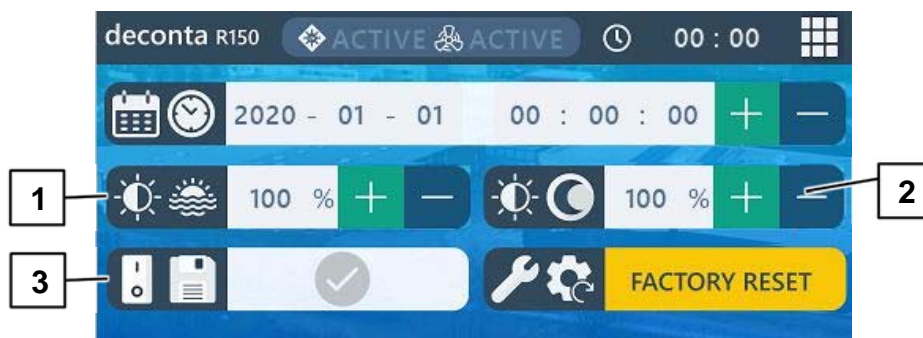 deconta R150 ACTIVE ACTIVE 00 : 00
2020 - 01 - 01 00 : 00 : 00 + −
1 100 % + − 100 % + − 2
3 FACTORY RESET